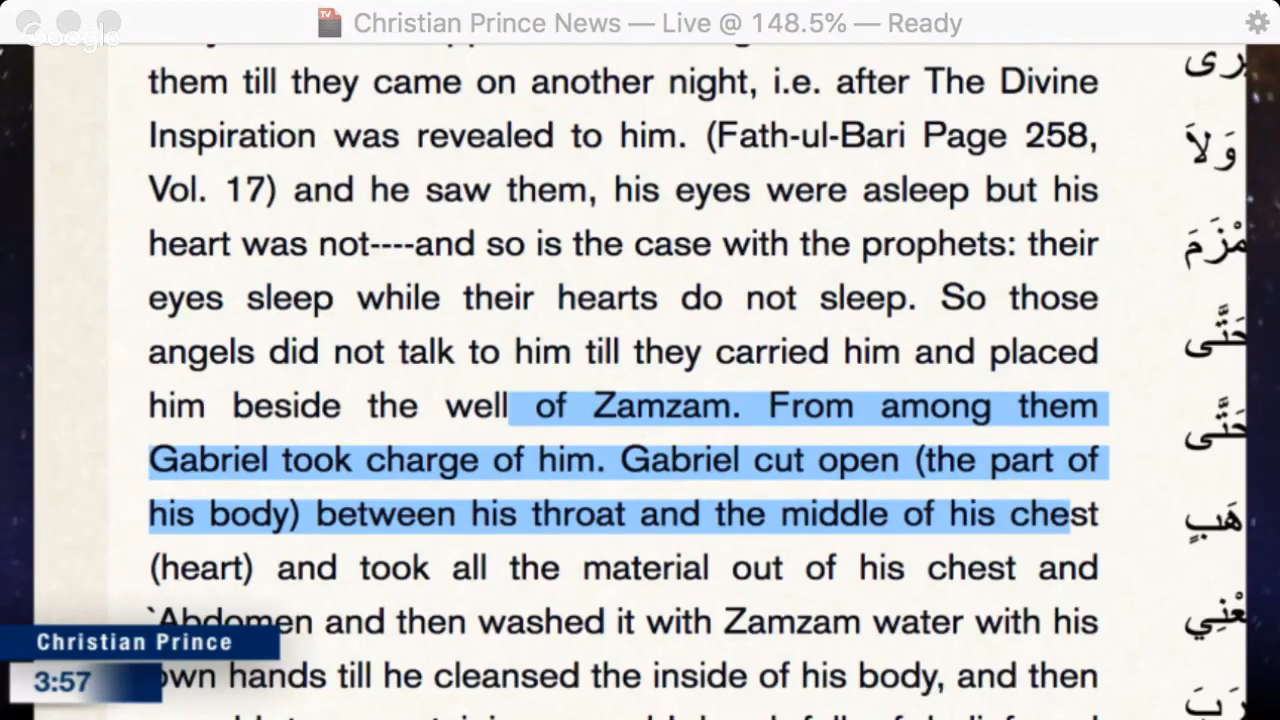 Christian Prince News — Live @ 148.5% — Ready
Google
TV
them till they came on another night, i.e. after The Divine
Inspiration was revealed to him. (Fath-ul-Bari Page 258,
Vol. 17) and he saw them, his eyes were asleep but his
heart was not----and so is the case with the prophets: their
eyes sleep while their hearts do not sleep. So those
angels did not talk to him till they carried him and placed
him beside the well of Zamzam. From among them
Gabriel took charge of him. Gabriel cut open (the part of
his body) between his throat and the middle of his chest
(heart) and took all the material out of his chest and
`Abdomen and then washed it with Zamzam water with his
own hands till he cleansed the inside of his body, and then
وَلاَ
حَتَّى
حَتَّى
Christian Prince
3:57